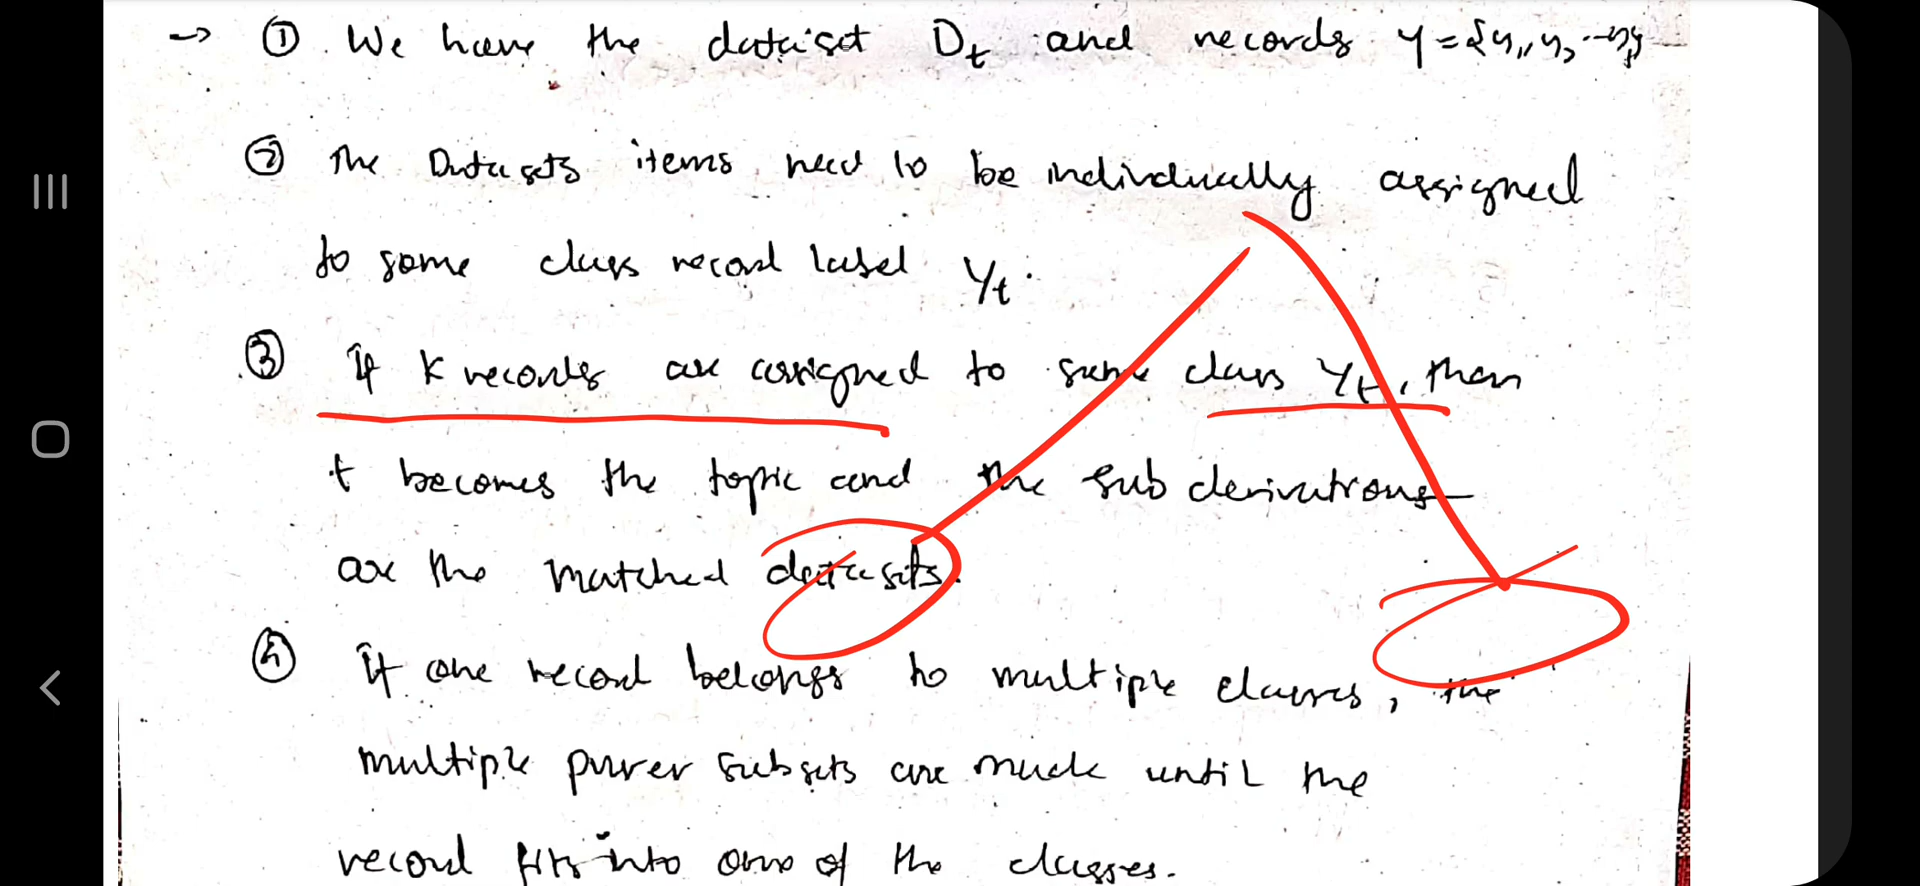 → ① . We have the dataset Dt and records y = {y1, y2 ...
② The Datasets items need to be individually assigned
to some class record label Yt.
③ If K records are assigned to same class Yt, then
t becomes the topic and the sub derivations
are the matched datasets.
④ If one record belongs to multiple classes, the
multiple purer subsets are made until the
record fits into one of the classes.